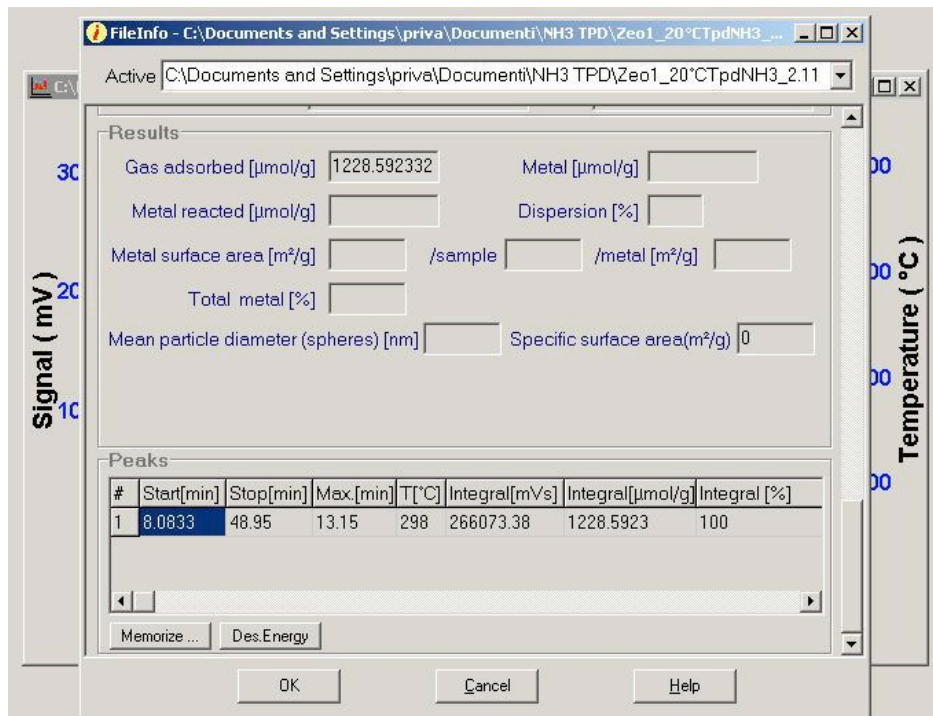 FileInfo - C:\Documents and Settings\priva\Documenti\NH3 TPD\Zeo1_20°CTpdNH3_...
Active C:\Documents and Settings\priva\Documenti\NH3 TPD\Zeo1_20°CTpdNH3_2.11
C:\
Results
Gas adsorbed [µmol/g] 1228.592332 Metal [µmol/g]
Metal reacted [µmol/g] Dispersion [%]
Metal surface area [m²/g] /sample /metal [m²/g]
Total metal [%]
Mean particle diameter (spheres) [nm] Specific surface area(m²/g) 0
Signal ( mV )
30
20
10
Temperature ( °C )
00
00
00
00
Peaks
# Start[min] Stop[min] Max.[min] T[°C] Integral[mVs] Integral[µmol/g] Integral [%]
1 8.0833 48.95 13.15 298 266073.38 1228.5923 100
Memorize ... Des.Energy
OK Cancel Help